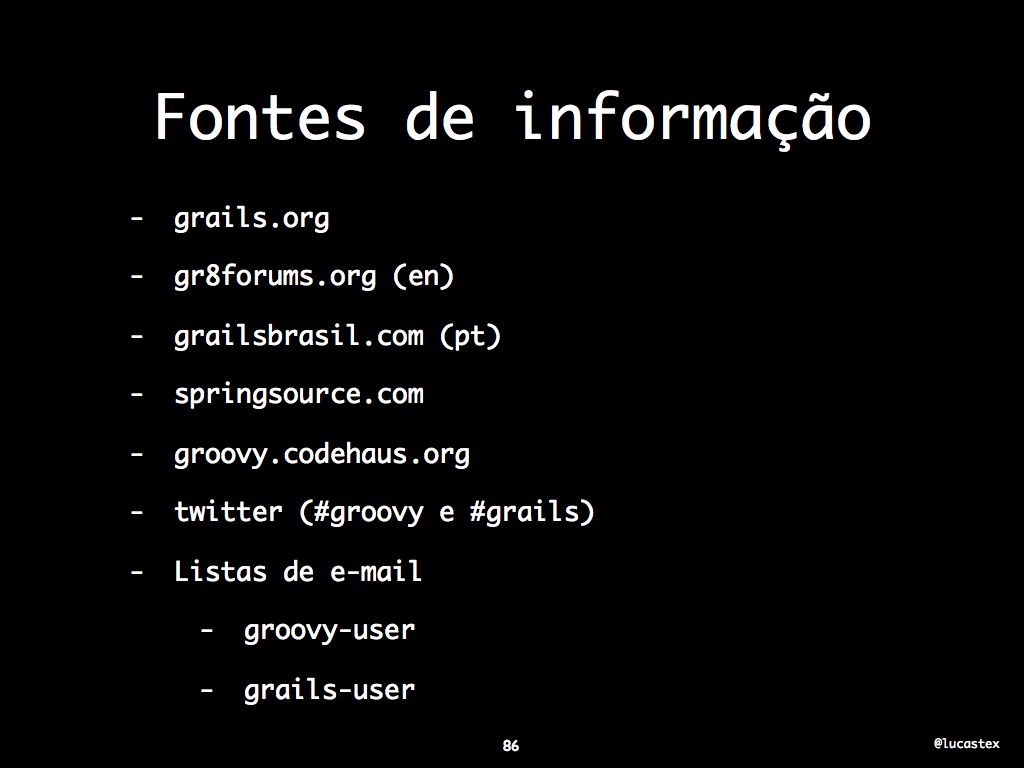 Fontes de informação
- grails.org
- gr8forums.org (en)
- grailsbrasil.com (pt)
- springsource.com
- groovy.codehaus.org
- twitter (#groovy e #grails)
- Listas de e-mail
- groovy-user
- grails-user
86
@lucastex